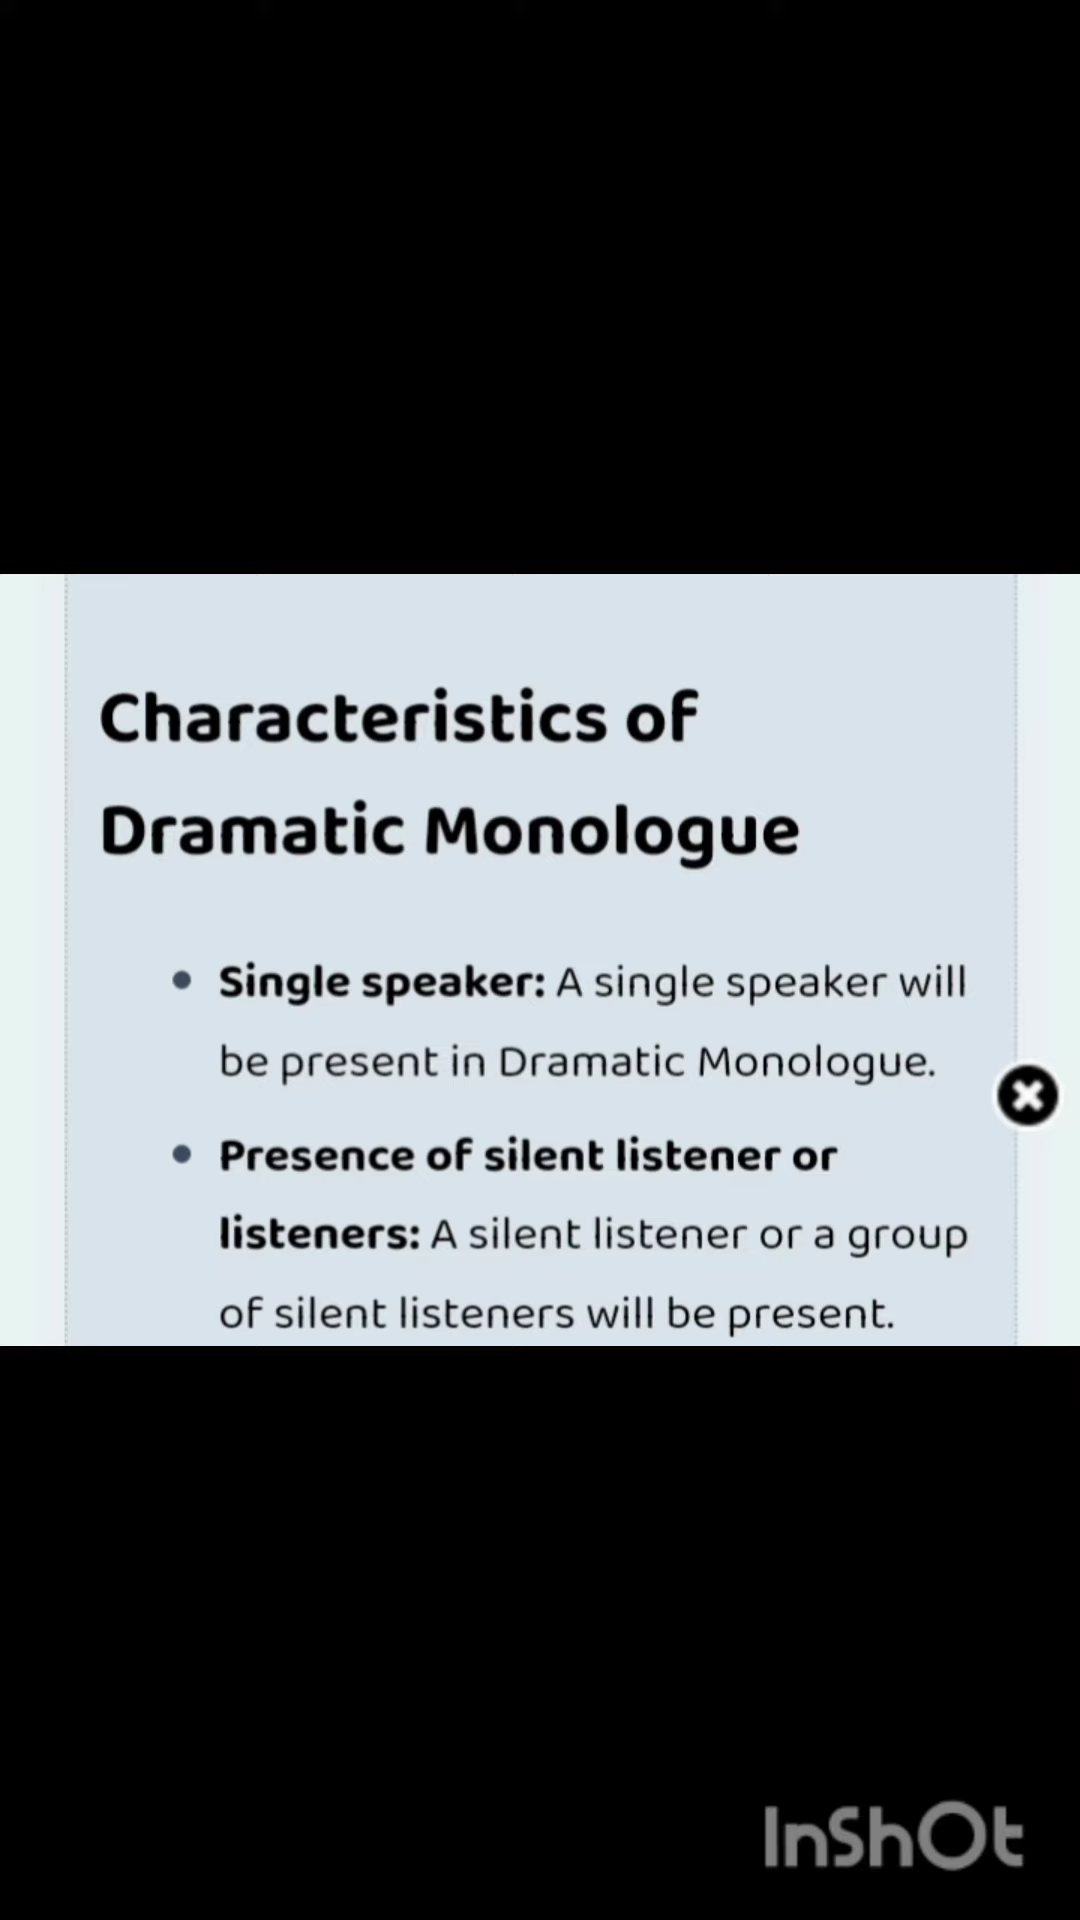 Characteristics of
Dramatic Monologue
• Single speaker: A single speaker will
be present in Dramatic Monologue.
• Presence of silent listener or
listeners: A silent listener or a group
of silent listeners will be present.
InShOt